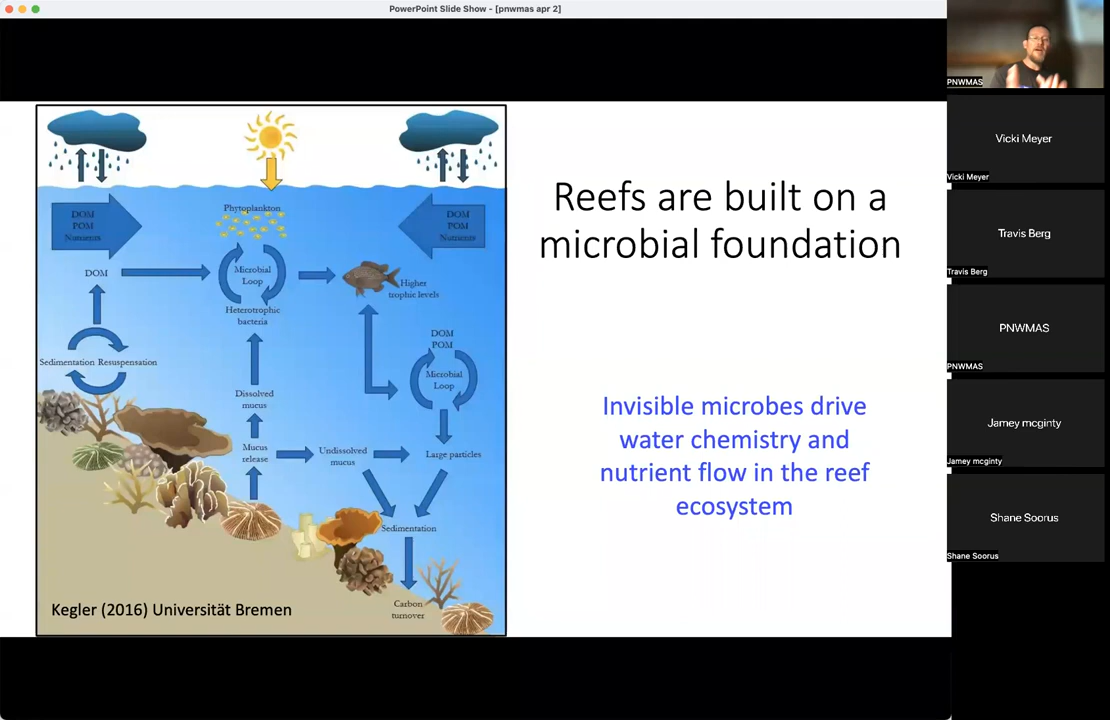 PowerPoint Slide Show - [pnwmas apr 2]
DOM
POM
Nutrients
Phytoplankton
DOM
POM
Nutrients
DOM
Microbial
Loop
Higher
trophic levels
Heterotrophic
bacteria
DOM
POM
Sedimentation Resuspensation
Microbial
Loop
Dissolved
mucus
Mucus
release
Undissolved
mucus
Large particles
Sedimentation
Carbon
turnover
Kegler (2016) Universität Bremen
Reefs are built on a
microbial foundation
Invisible microbes drive
water chemistry and
nutrient flow in the reef
ecosystem
PNWMAS
Vicki Meyer
Vicki Meyer
Travis Berg
Travis Berg
PNWMAS
PNWMAS
Jamey mcginty
Jamey mcginty
Shane Soorus
Shane Soorus